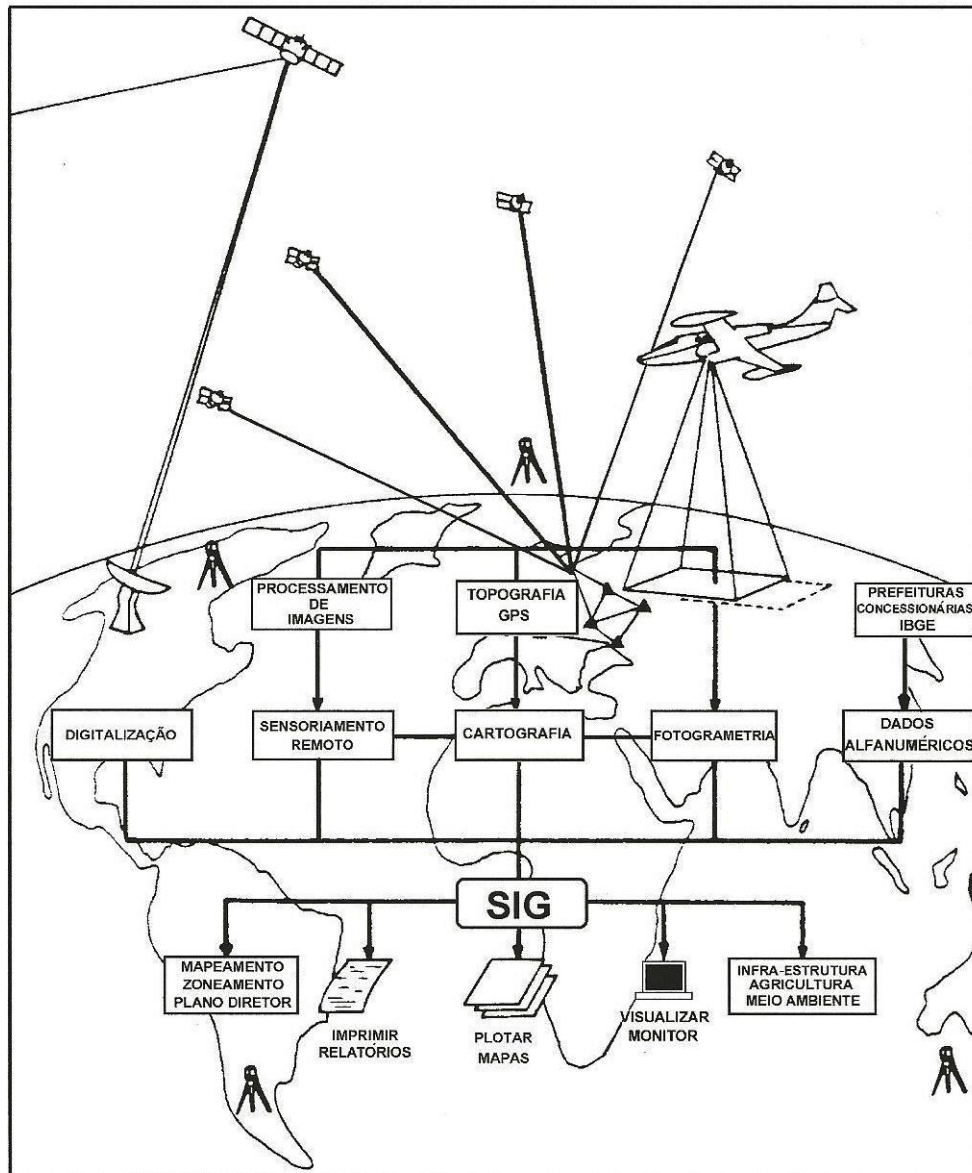 PROCESSAMENTO
DE
IMAGENS
TOPOGRAFIA
GPS
PREFEITURAS
CONCESSIONÁRIAS
IBGE
DIGITALIZAÇÃO
SENSORIAMENTO
REMOTO
CARTOGRAFIA
FOTOGRAMETRIA
DADOS
ALFANUMÉRICOS
SIG
MAPEAMENTO
ZONEAMENTO
PLANO DIRETOR
IMPRIMIR
RELATÓRIOS
PLOTAR
MAPAS
VISUALIZAR
MONITOR
INFRA-ESTRUTURA
AGRICULTURA
MEIO AMBIENTE